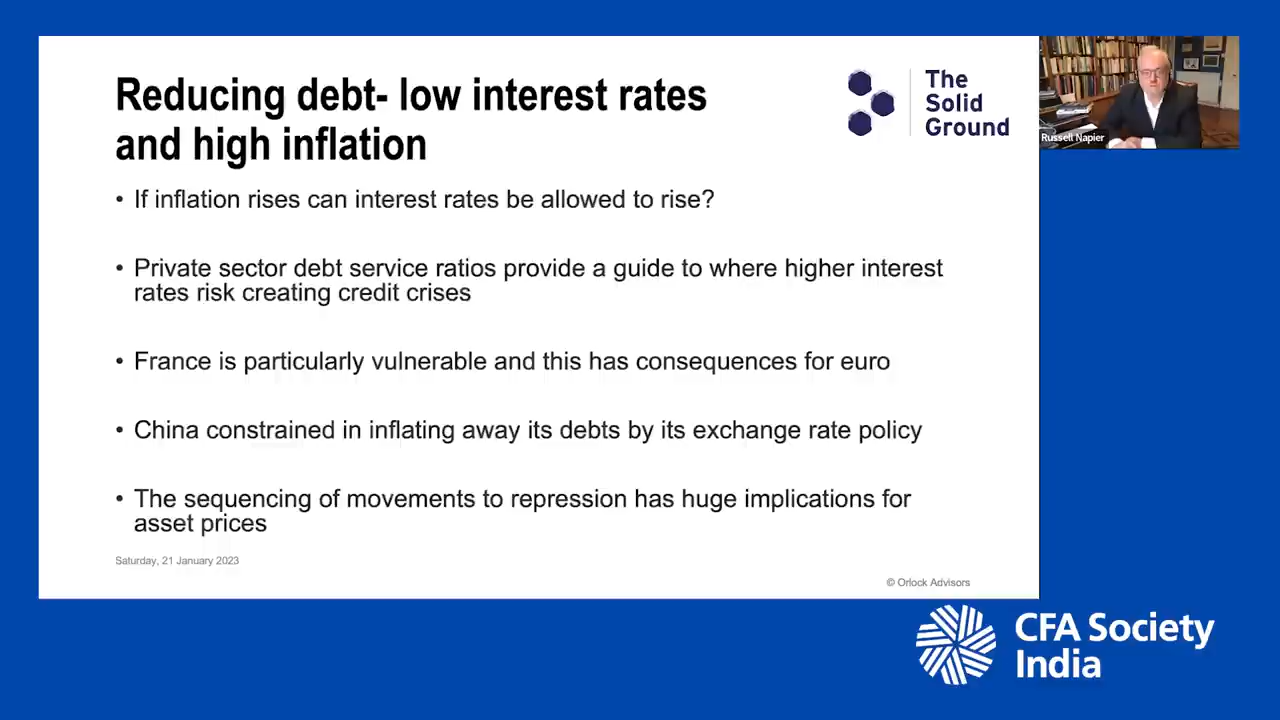 Reducing debt- low interest rates
and high inflation
The
Solid
Ground
Russell Napier
• If inflation rises can interest rates be allowed to rise?
• Private sector debt service ratios provide a guide to where higher interest
rates risk creating credit crises
• France is particularly vulnerable and this has consequences for euro
• China constrained in inflating away its debts by its exchange rate policy
• The sequencing of movements to repression has huge implications for
asset prices
Saturday, 21 January 2023
© Orlock Advisors
CFA Society
India